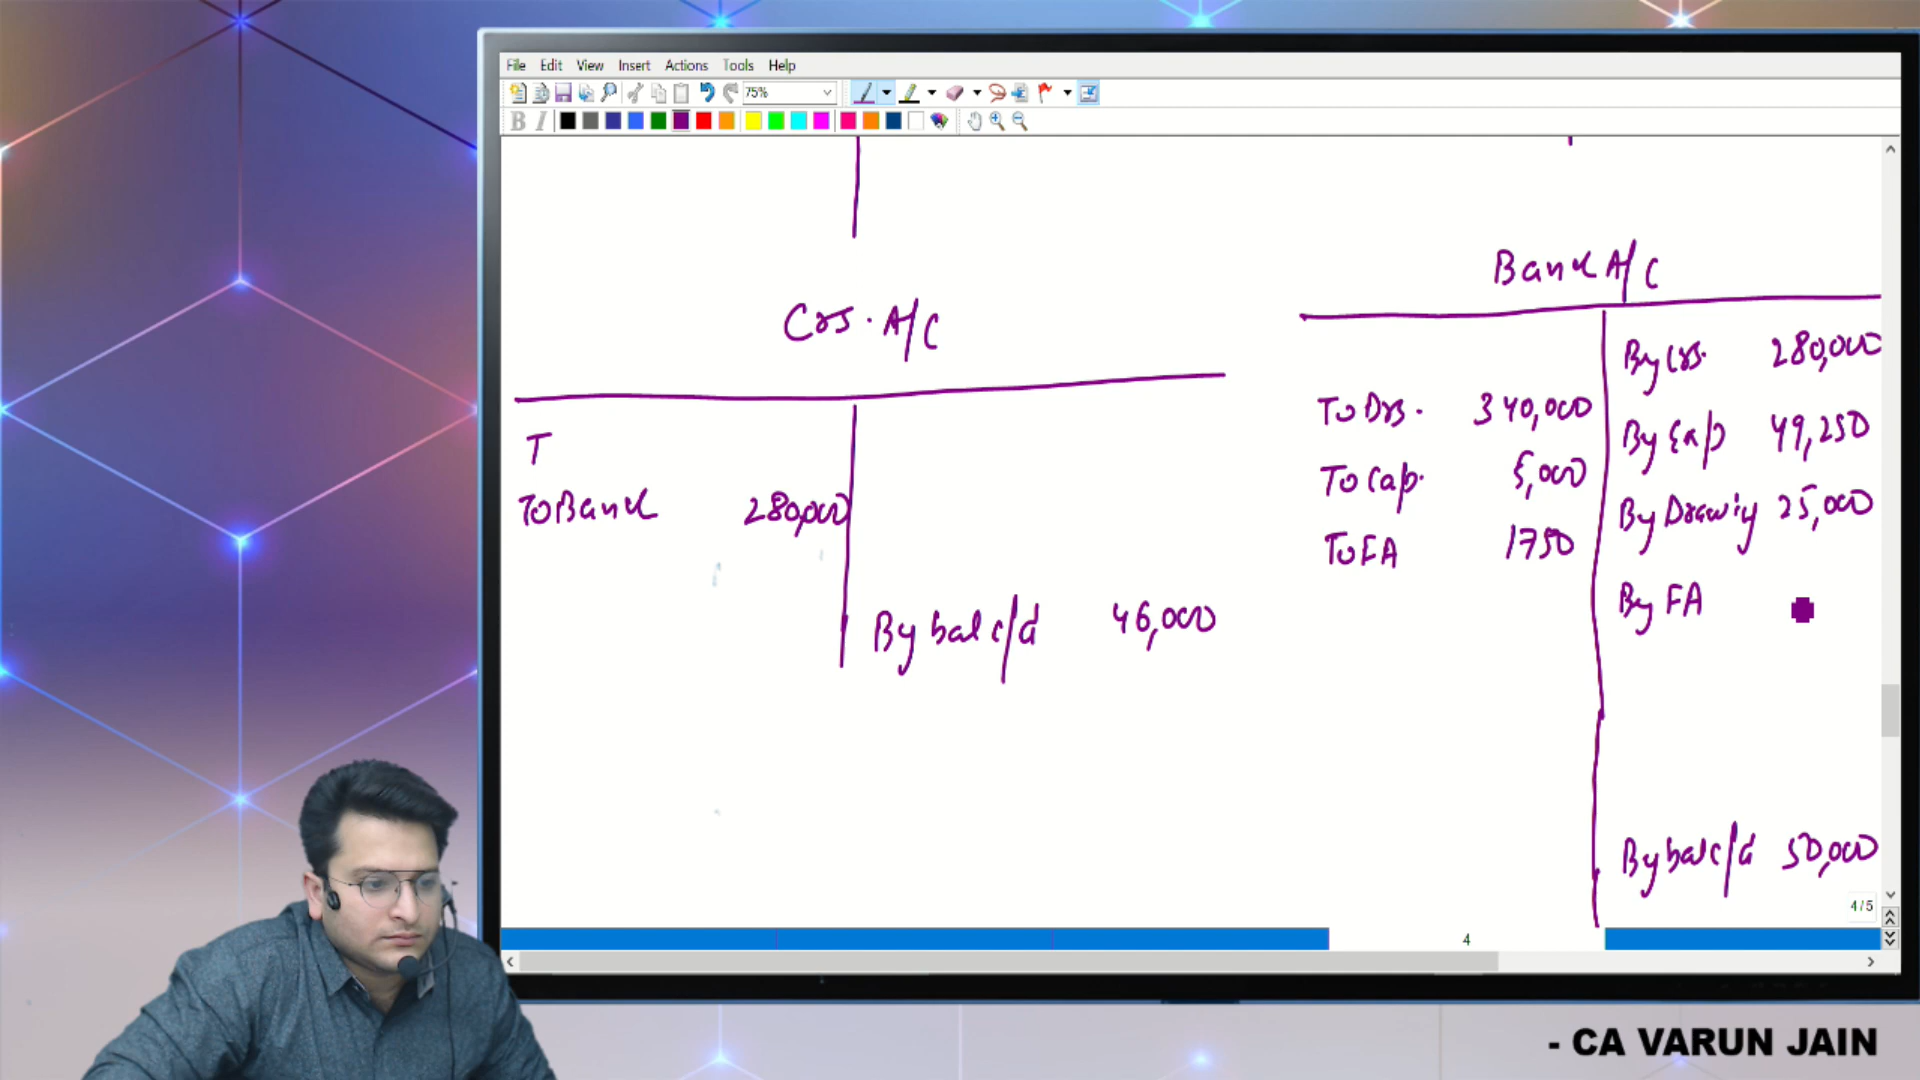 File Edit View Insert Actions Tools Help
75%
B I
Crs. A/C
T
To Bank 280,000
By bal c/d 46,000
Bank A/C
To Drs. 340,000
To Cap. 5,000
To FA 1750
By Crs. 280,000
By Exp 49,250
By Drawing 25,000
By FA
By bal c/d 50,000
4/5
4
- CA VARUN JAIN